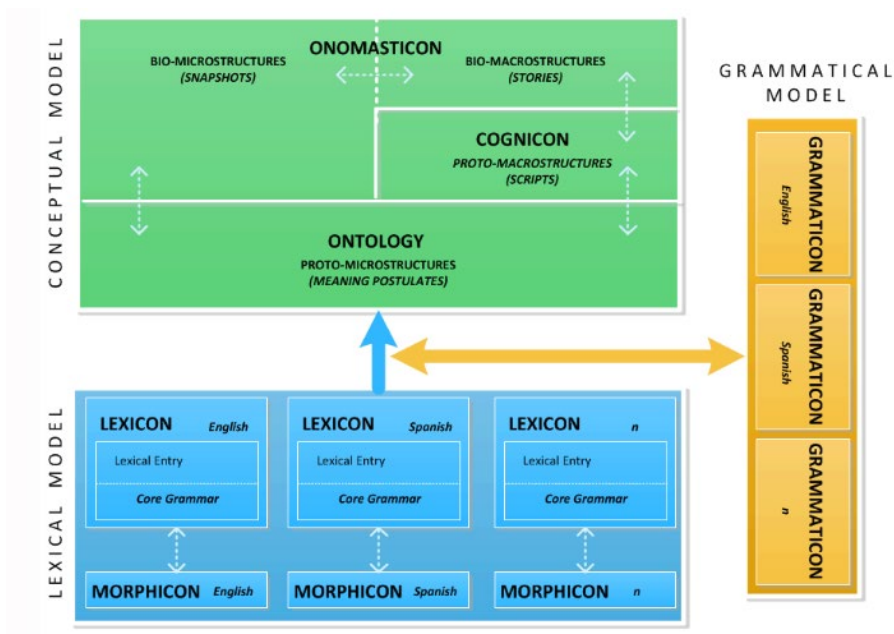 CONCEPTUAL MODEL
ONOMASTICON
BIO-MICROSTRUCTURES
(SNAPSHOTS)
BIO-MACROSTRUCTURES
(STORIES)
COGNICON
PROTO-MACROSTRUCTURES
(SCRIPTS)
ONTOLOGY
PROTO-MICROSTRUCTURES
(MEANING POSTULATES)
LEXICAL MODEL
LEXICON English
Lexical Entry
Core Grammar
MORPHICON English
LEXICON Spanish
Lexical Entry
Core Grammar
MORPHICON Spanish
LEXICON n
Lexical Entry
Core Grammar
MORPHICON n
GRAMMATICAL
MODEL
GRAMMATICON
English
GRAMMATICON
Spanish
GRAMMATICON
n